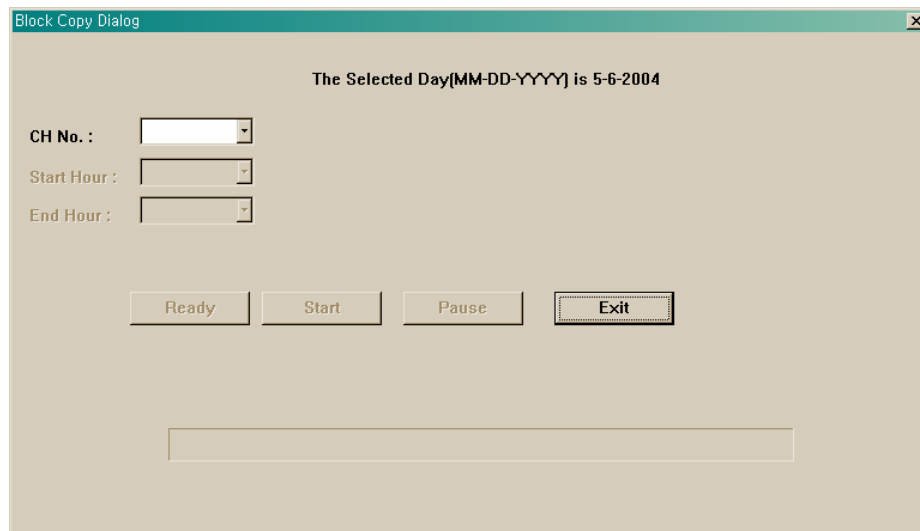 Block Copy Dialog
The Selected Day(MM-DD-YYYY) is 5-6-2004
CH No. :
Start Hour :
End Hour :
Ready Start Pause Exit